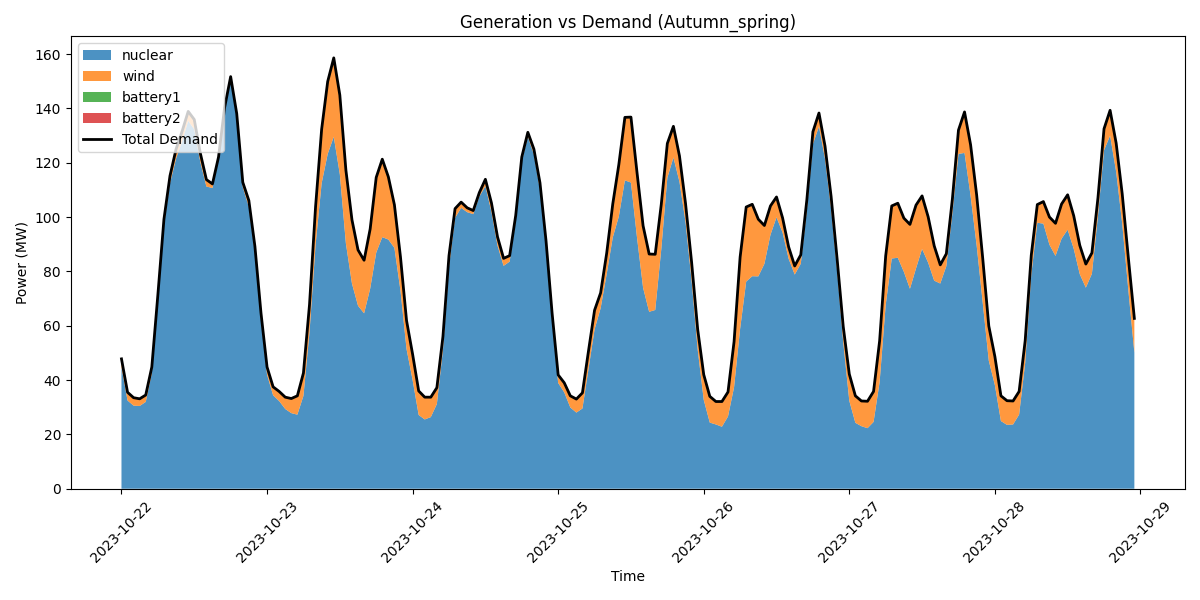 Generation vs Demand (Autumn_spring)
nuclear
wind
battery1
battery2
Total Demand
Power (MW)
160
140
120
100
80
60
40
20
0
2023-10-22
2023-10-23
2023-10-24
2023-10-25
2023-10-26
2023-10-27
2023-10-28
2023-10-29
Time